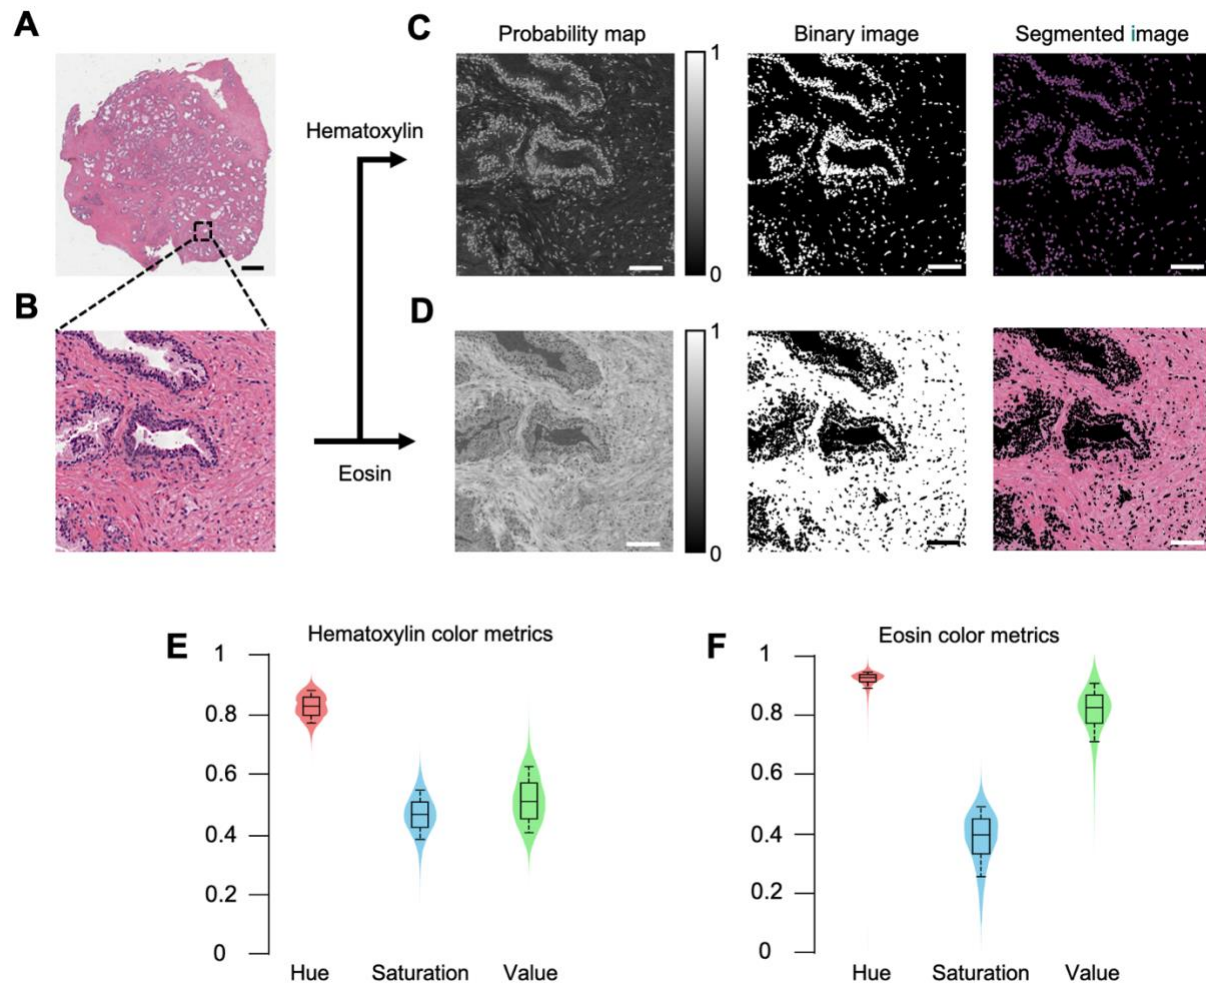 A
C
Probability map
Binary image
Segmented image
1
0
Hematoxylin
B
D
1
0
Eosin
E
Hematoxylin color metrics
1
0.8
0.6
0.4
0.2
0
Hue
Saturation
Value
F
Eosin color metrics
1
0.8
0.6
0.4
0.2
0
Hue
Saturation
Value